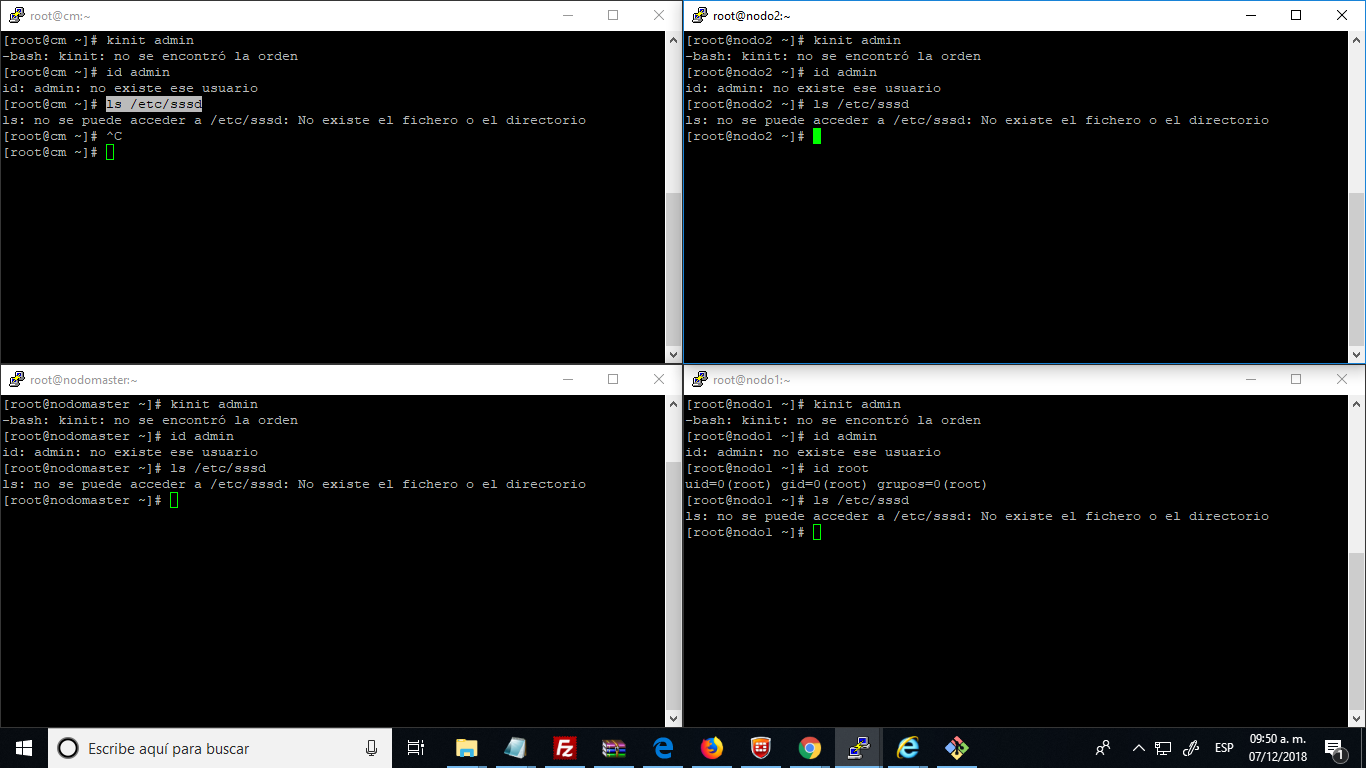 root@cm:~
[root@cm ~]# kinit admin
-bash: kinit: no se encontró la orden
[root@cm ~]# id admin
id: admin: no existe ese usuario
[root@cm ~]# ls /etc/sssd
ls: no se puede acceder a /etc/sssd: No existe el fichero o el directorio
[root@cm ~]# ^C
[root@cm ~]#
root@nodo2:~
[root@nodo2 ~]# kinit admin
-bash: kinit: no se encontró la orden
[root@nodo2 ~]# id admin
id: admin: no existe ese usuario
[root@nodo2 ~]# ls /etc/sssd
ls: no se puede acceder a /etc/sssd: No existe el fichero o el directorio
[root@nodo2 ~]#
root@nodomaster:~
[root@nodomaster ~]# kinit admin
-bash: kinit: no se encontró la orden
[root@nodomaster ~]# id admin
id: admin: no existe ese usuario
[root@nodomaster ~]# ls /etc/sssd
ls: no se puede acceder a /etc/sssd: No existe el fichero o el directorio
[root@nodomaster ~]#
root@nodo1:~
[root@nodo1 ~]# kinit admin
-bash: kinit: no se encontró la orden
[root@nodo1 ~]# id admin
id: admin: no existe ese usuario
[root@nodo1 ~]# id root
uid=0(root) gid=0(root) grupos=0(root)
[root@nodo1 ~]# ls /etc/sssd
ls: no se puede acceder a /etc/sssd: No existe el fichero o el directorio
[root@nodo1 ~]#
Escribe aquí para buscar
ESP
09:50 a. m.
07/12/2018
1